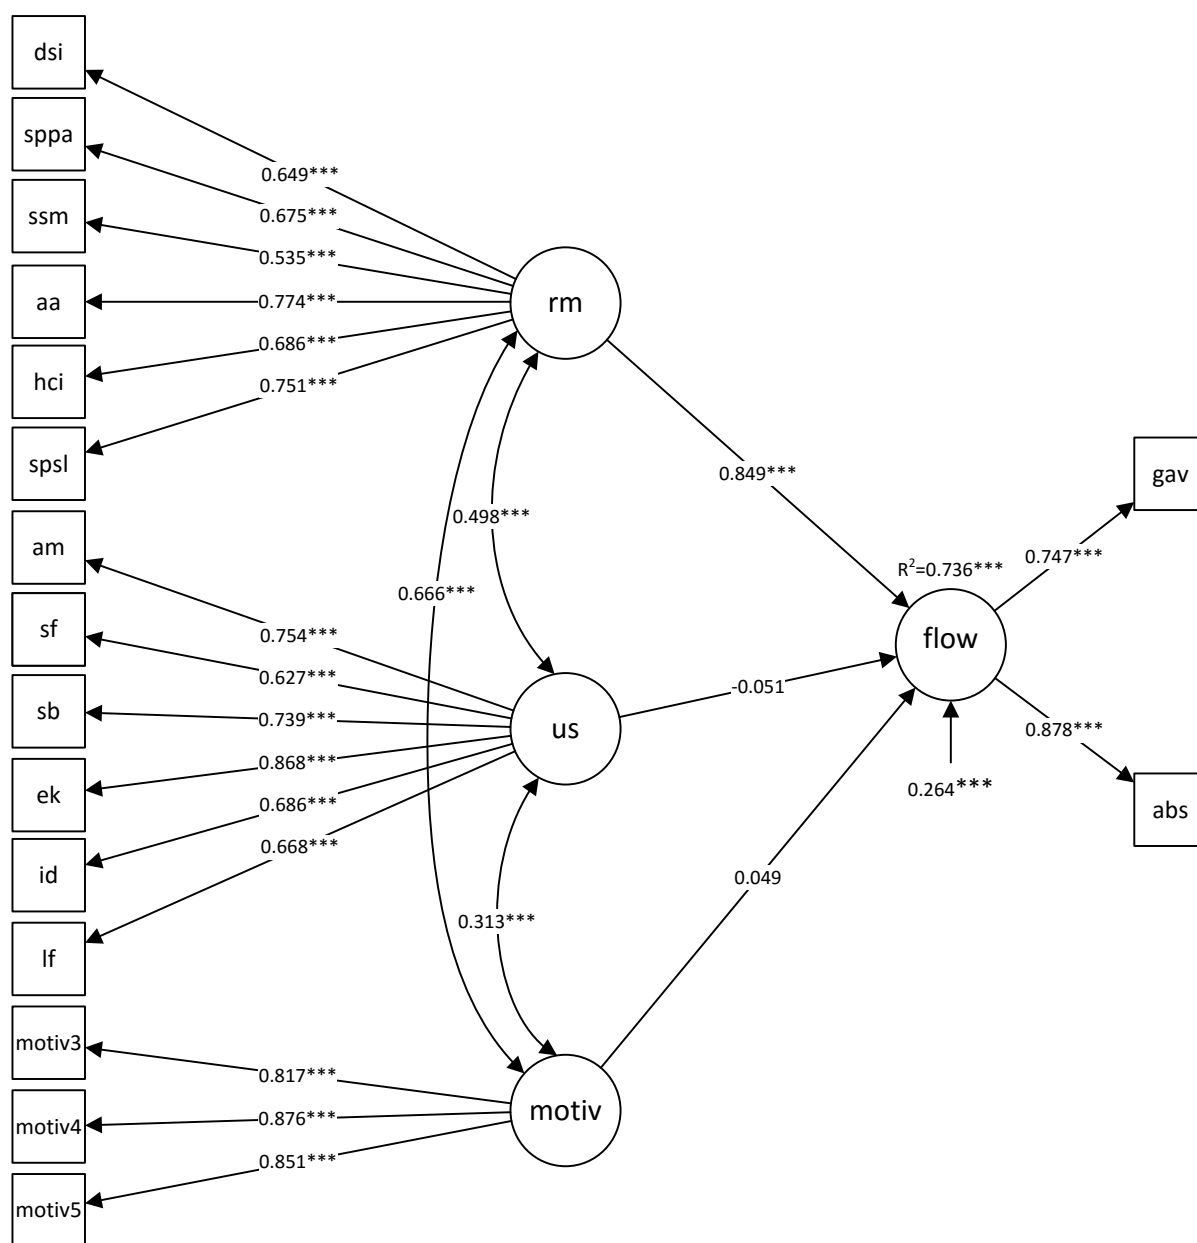 dsi
sppa
ssm
aa
hci
spsl
am
sf
sb
ek
id
lf
motiv3
motiv4
motiv5
0.649***
0.675***
0.535***
0.774***
0.686***
0.751***
0.754***
0.627***
0.739***
0.868***
0.686***
0.668***
0.817***
0.876***
0.851***
rm
us
motiv
0.498***
0.666***
0.313***
0.849***
-0.051
0.049
R²=0.736***
flow
0.264***
0.747***
0.878***
gav
abs